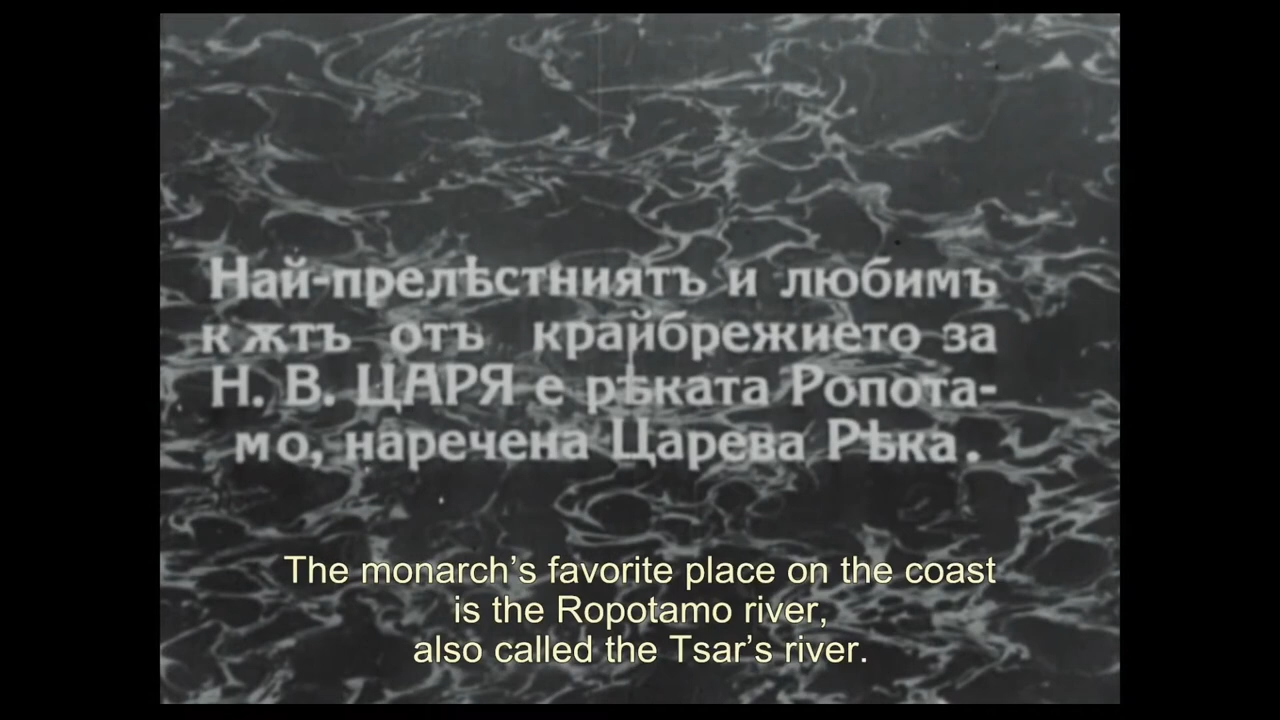 Най-прелѣстниятъ и любимъ
кѫтъ отъ крайбрежието за
Н. В. ЦАРЯ е рѣката Ропота-
мо, наречена Царева Рѣка.
The monarch’s favorite place on the coast
is the Ropotamo river,
also called the Tsar’s river.